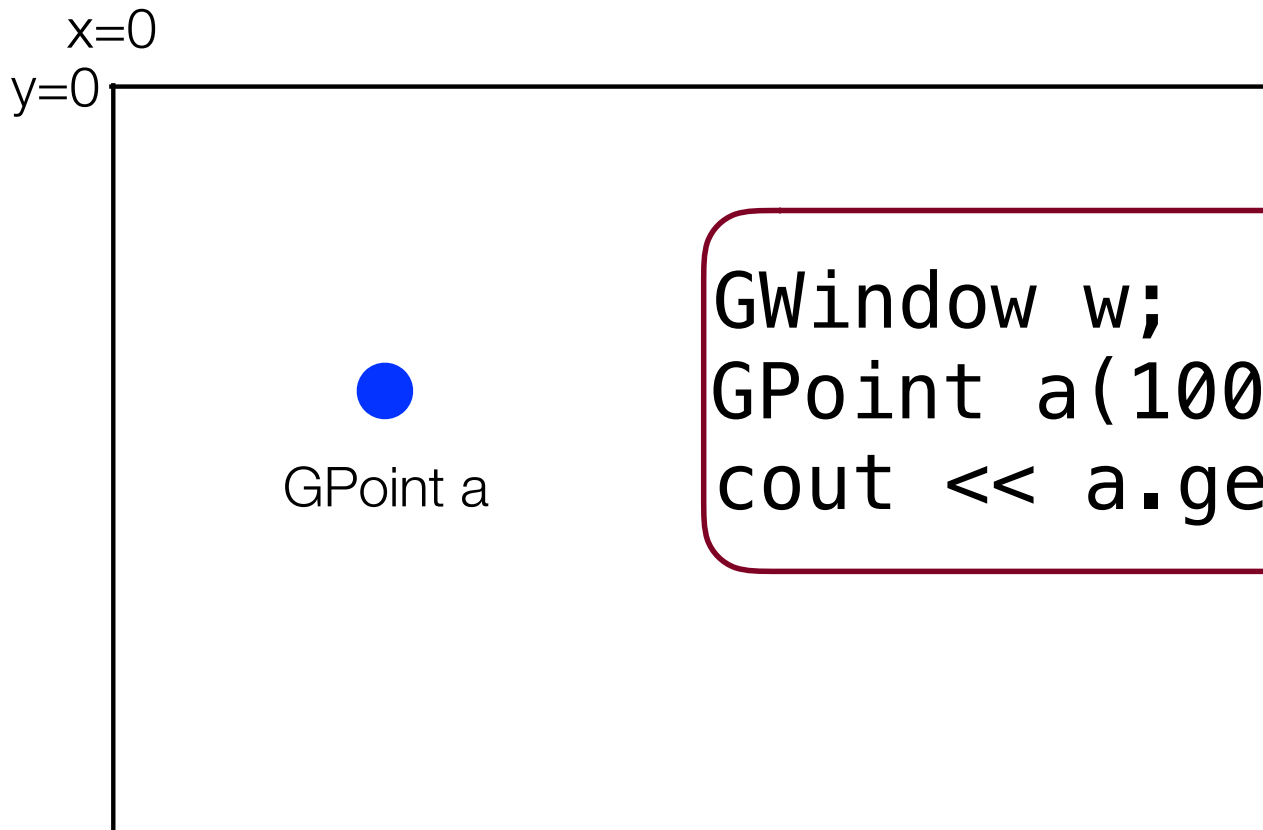 x=0
y=0
GWindow w;
GPoint a(100
cout << a.ge
GPoint a